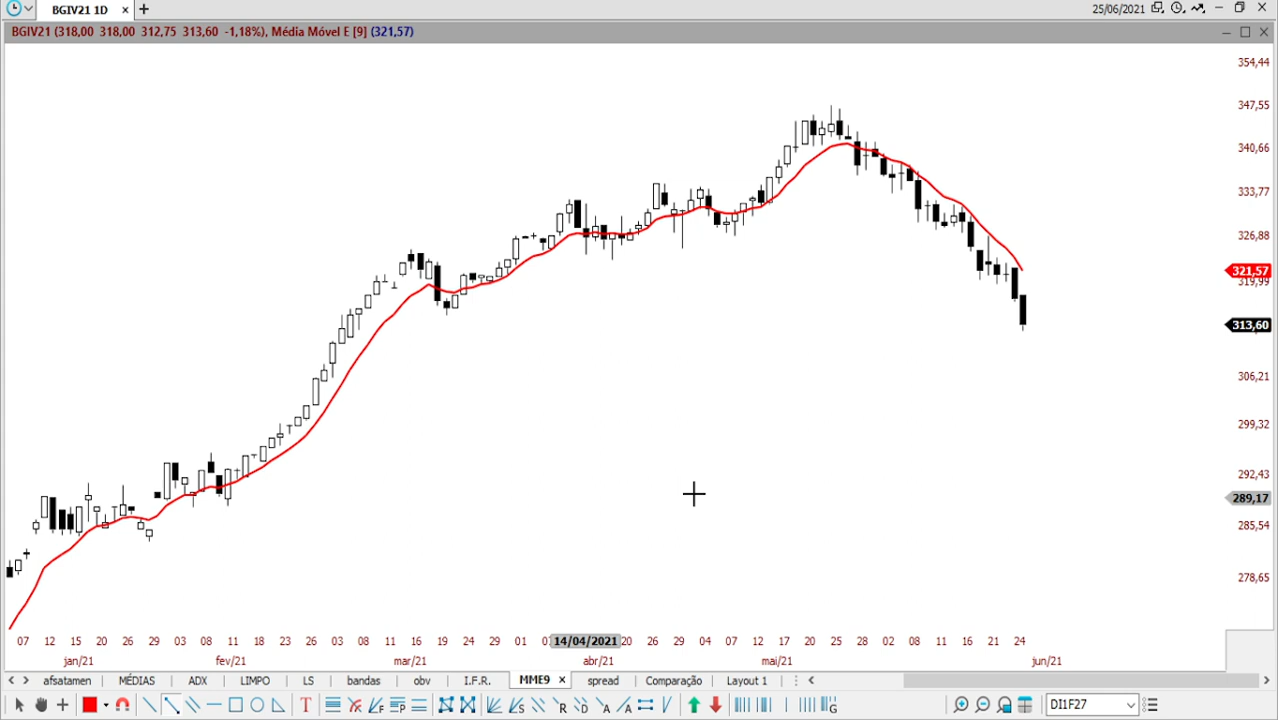 BGIV21 1D × + 25/06/2021
BGIV21 (318,00 318,00 312,75 313,60 -1,18%), Média Móvel E [9] (321,57)
354,44
347,55
340,66
333,77
326,88
321,57
319,99
313,60
306,21
299,32
292,43
289,17
285,54
278,65
07 12 15 20 26 29 03 08 11 18 23 26 03 08 11 16 19 24 29 01 14/04/2021 20 26 29 04 07 12 17 20 25 28 02 08 11 16 21 24
jan/21 fev/21 mar/21 abr/21 mai/21 jun/21
afsatamen MÉDIAS ADX LIMPO LS bandas obv I.F.R. MME9 × spread Comparação Layout 1
T F P F S R D A A G DI1F27